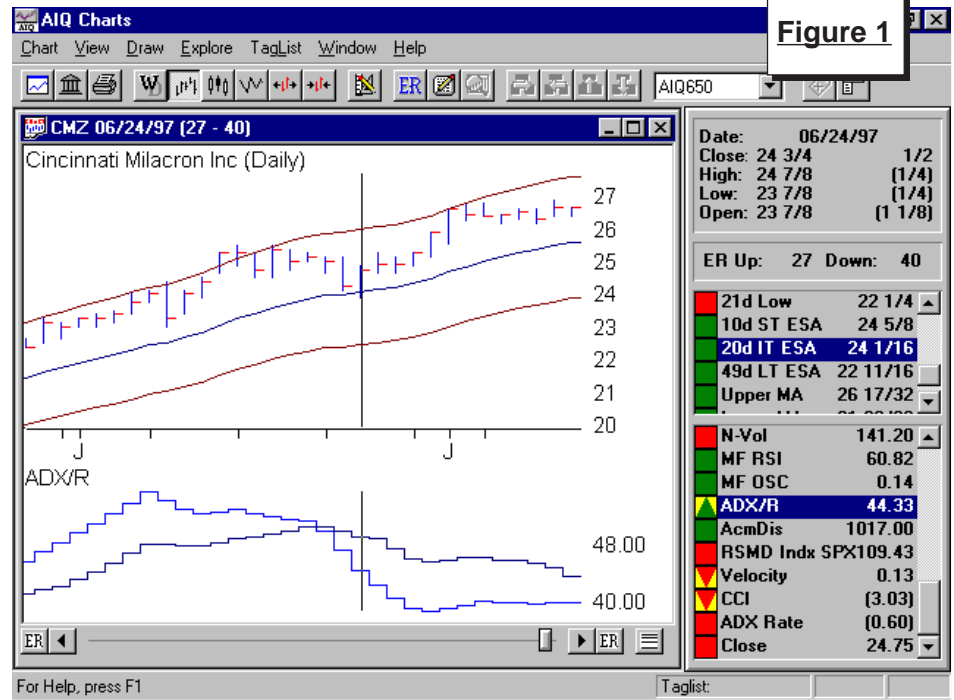 AIQ Charts
Figure 1
Chart View Draw Explore TagList Window Help
W ER AIQ650
CMZ 06/24/97 (27 - 40)
Cincinnati Milacron Inc (Daily)
27
26
25
24
23
22
21
20
J J
ADX/R
48.00
40.00
ER ER
Date: 06/24/97
Close: 24 3/4 1/2
High: 24 7/8 (1/4)
Low: 23 7/8 (1/4)
Open: 23 7/8 (1 1/8)
ER Up: 27 Down: 40
21d Low 22 1/4
10d ST ESA 24 5/8
20d IT ESA 24 1/16
49d LT ESA 22 11/16
Upper MA 26 17/32
N-Vol 141.20
MF RSI 60.82
MF OSC 0.14
ADX/R 44.33
AcmDis 1017.00
RSMD Indx SPX109.43
Velocity 0.13
CCI (3.03)
ADX Rate (0.60)
Close 24.75
For Help, press F1
Taglist: